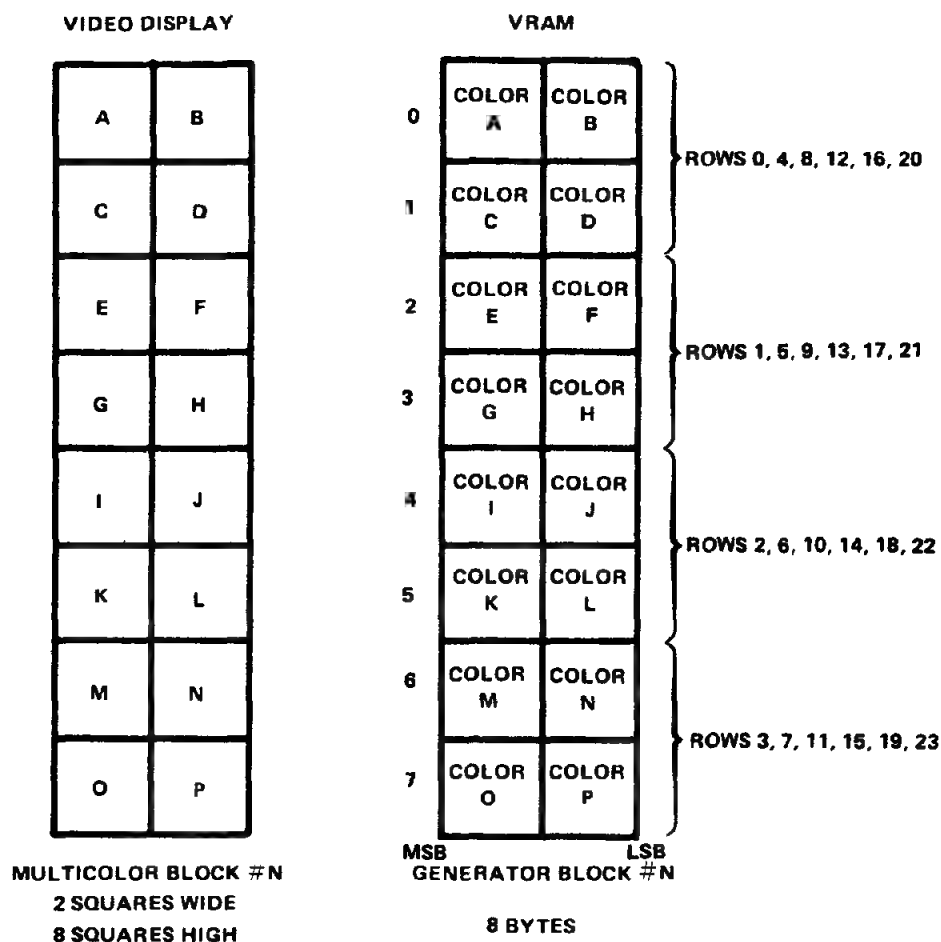 VIDEO DISPLAY
A B
C D
E F
G H
I J
K L
M N
O P
MULTICOLOR BLOCK #N
2 SQUARES WIDE
8 SQUARES HIGH
VRAM
0 COLOR A COLOR B
1 COLOR C COLOR D
ROWS 0, 4, 8, 12, 16, 20
2 COLOR E COLOR F
3 COLOR G COLOR H
ROWS 1, 5, 9, 13, 17, 21
4 COLOR I COLOR J
5 COLOR K COLOR L
ROWS 2, 6, 10, 14, 18, 22
6 COLOR M COLOR N
7 COLOR O COLOR P
ROWS 3, 7, 11, 15, 19, 23
MSB LSB
GENERATOR BLOCK #N
8 BYTES